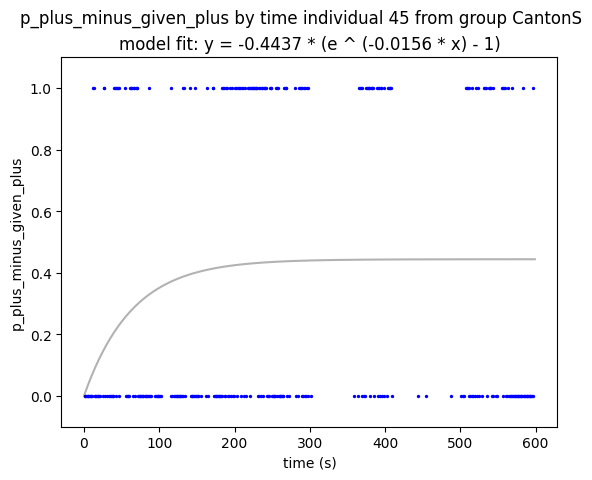 p_plus_minus_given_plus by time individual 45 from group CantonS
model fit: y = -0.4437 * (e ^ (-0.0156 * x) - 1)
1.0
0.8
0.6
0.4
0.2
0.0
p_plus_minus_given_plus
0 100 200 300 400 500 600
time (s)